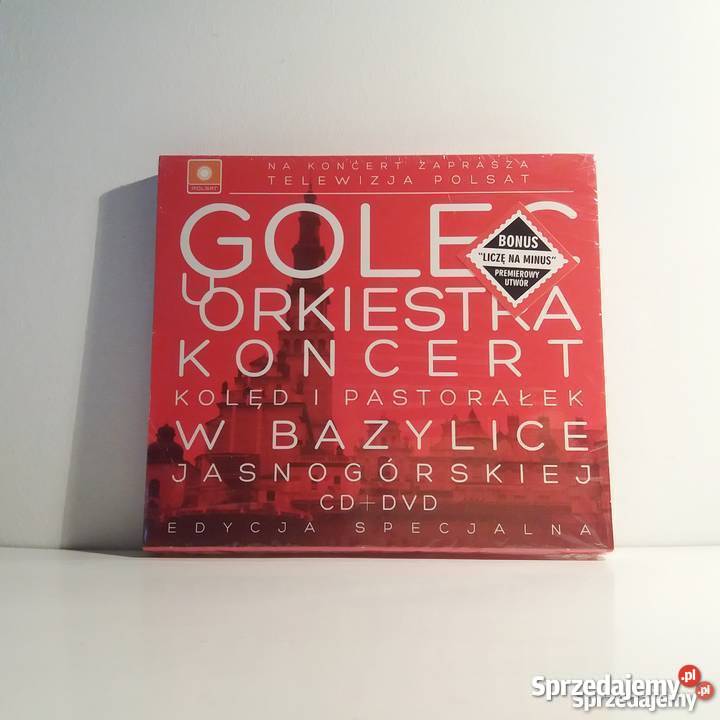 POLSAT
NA KONCERT ZAPRASZA
TELEWIZJA POLSAT
GOLEC
UORKIESTRA
BONUS
"LICZĘ NA MINUS"
PREMIEROWY
UTWÓR
KONCERT
KOLĘD I PASTORAŁEK
W BAZYLICE
JASNOGÓRSKIEJ
CD+DVD
EDYCJA SPECJALNA
Sprzedajemy.pl
Sprzedajemy.pl